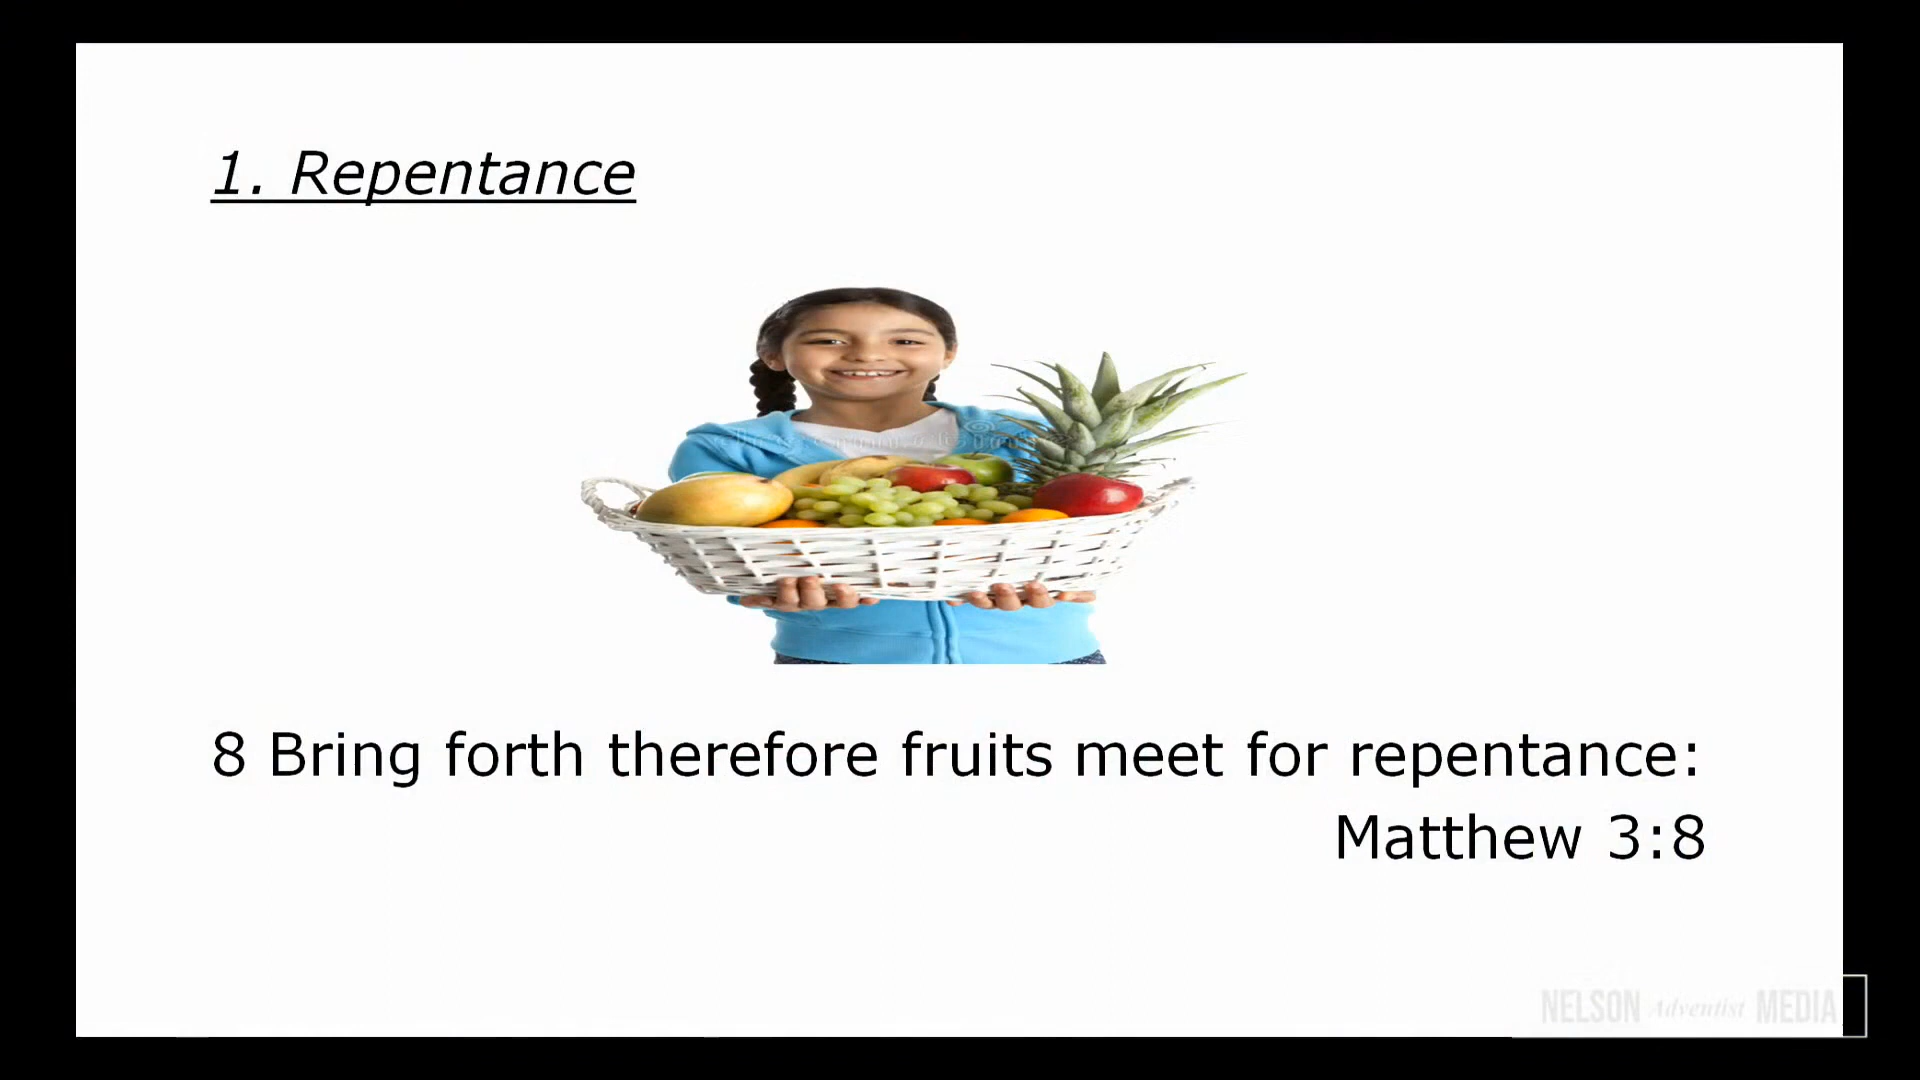 1. Repentance
8 Bring forth therefore fruits meet for repentance:
Matthew 3:8
NELSON Adventist MEDIA